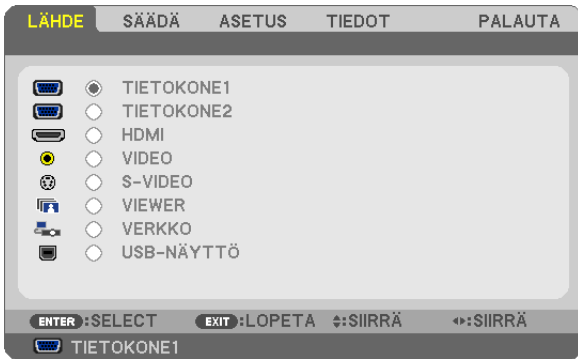 LÄHDE SÄÄDÄ ASETUS TIEDOT PALAUTA
TIETOKONE1
TIETOKONE2
HDMI
VIDEO
S-VIDEO
VIEWER
VERKKO
USB-NÄYTTÖ
ENTER :SELECT EXIT :LOPETA :SIIRRÄ :SIIRRÄ
TIETOKONE1